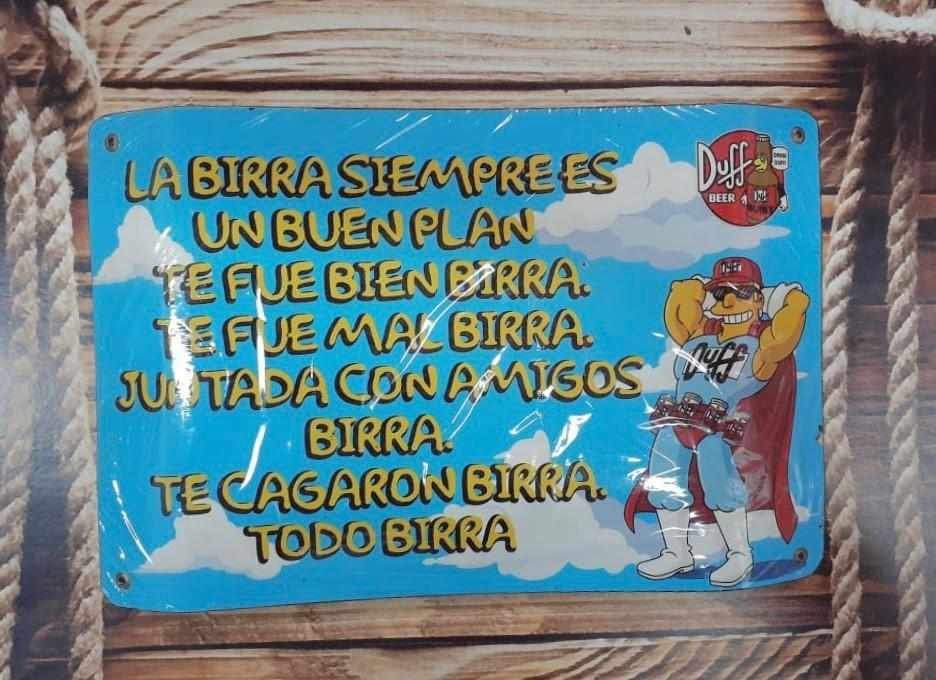 LA BIRRA SIEMPRE ES
UN BUEN PLAN
TE FUE BIEN BIRRA.
TE FUE MAL BIRRA.
JUNTADA CON AMIGOS
BIRRA.
TE CAGARON BIRRA.
TODO BIRRA
Duff
BEER
Duff